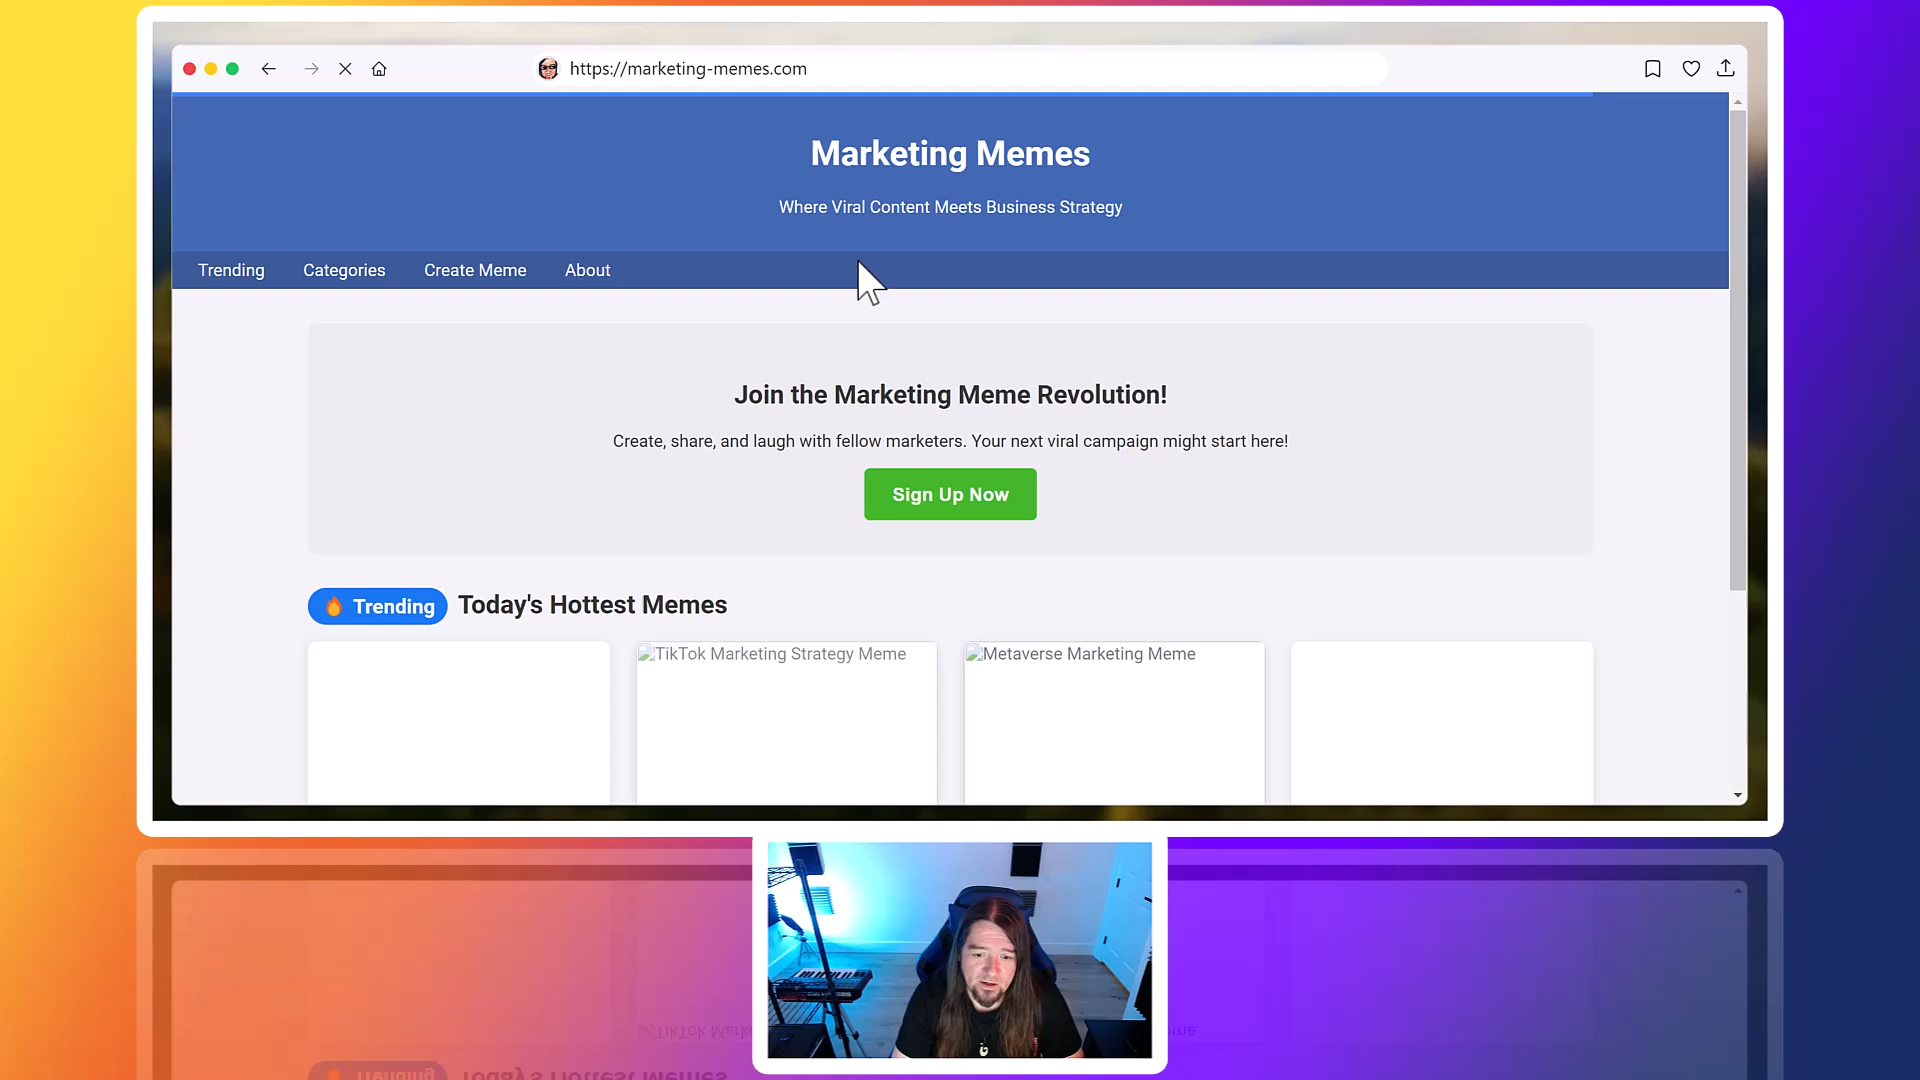 https://marketing-memes.com
Marketing Memes
Where Viral Content Meets Business Strategy
Trending Categories Create Meme About
Join the Marketing Meme Revolution!
Create, share, and laugh with fellow marketers. Your next viral campaign might start here!
Sign Up Now
🔥 Trending Today's Hottest Memes
TikTok Marketing Strategy Meme
Metaverse Marketing Meme